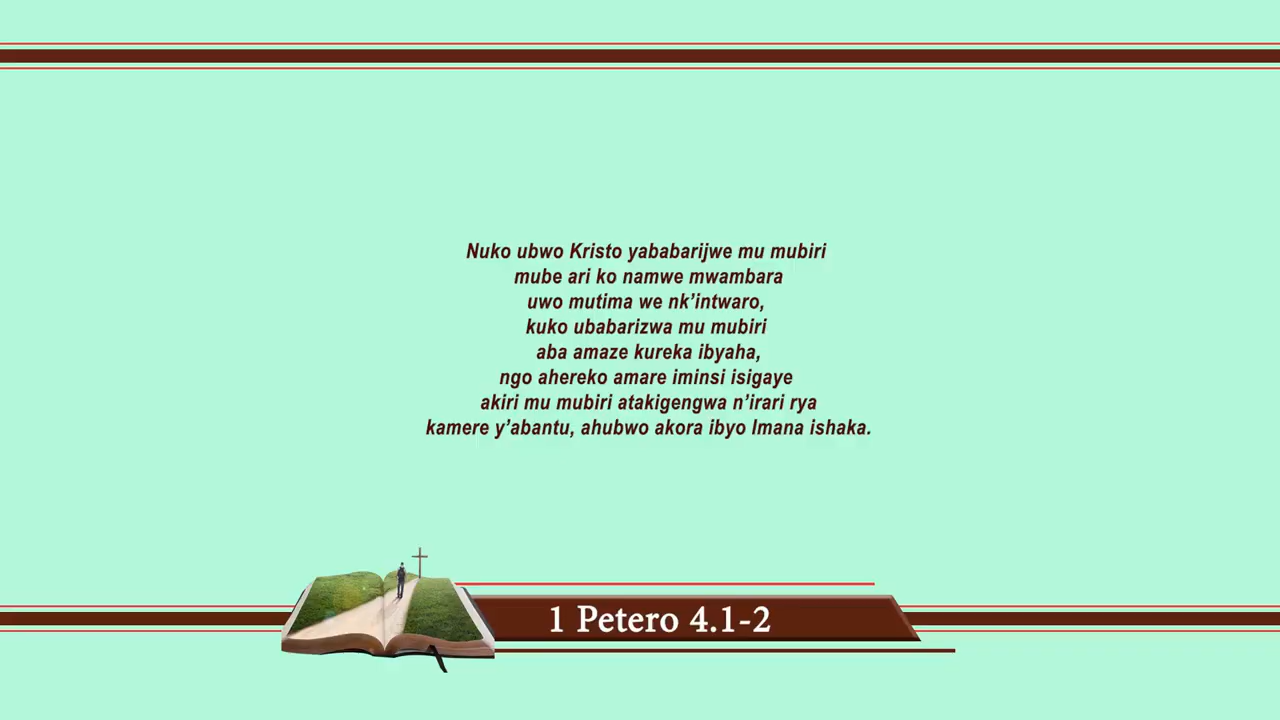 Nuko ubwo Kristo yababarijwe mu mubiri
mube ari ko namwe mwambara
uwo mutima we nk’intwaro,
kuko ubabarizwa mu mubiri
aba amaze kureka ibyaha,
ngo ahereko amare iminsi isigaye
akiri mu mubiri atakigengwa n’irari rya
kamere y’abantu, ahubwo akora ibyo Imana ishaka.
1 Petero 4.1-2